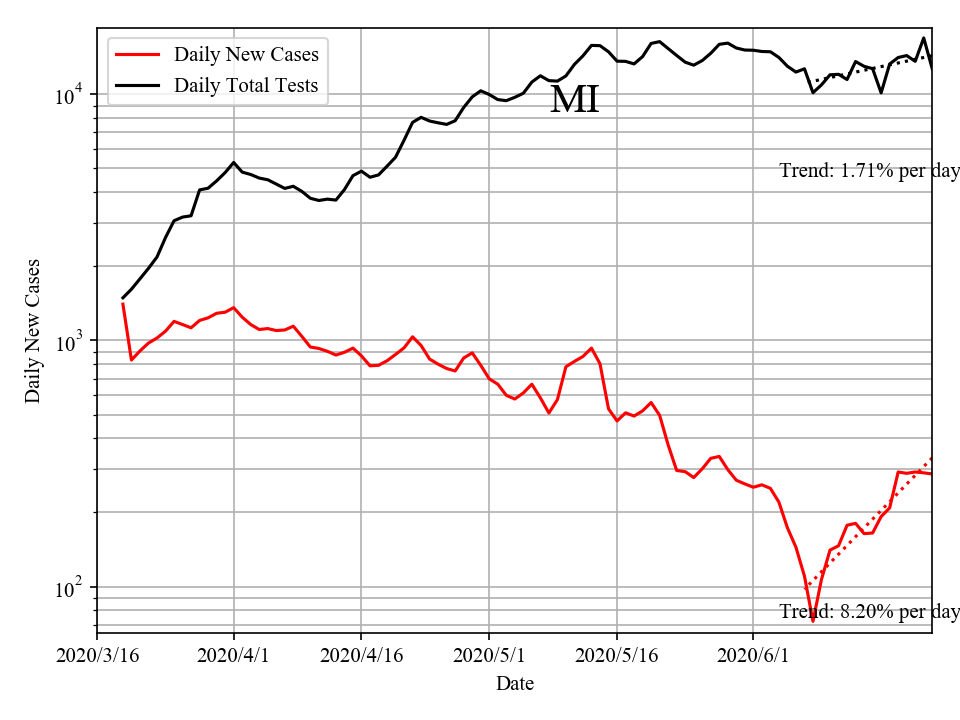 Daily New Cases
Daily Total Tests
MI
Trend: 1.71% per day
Trend: 8.20% per day
Daily New Cases
10^4
10^3
10^2
2020/3/16
2020/4/1
2020/4/16
2020/5/1
2020/5/16
2020/6/1
Date